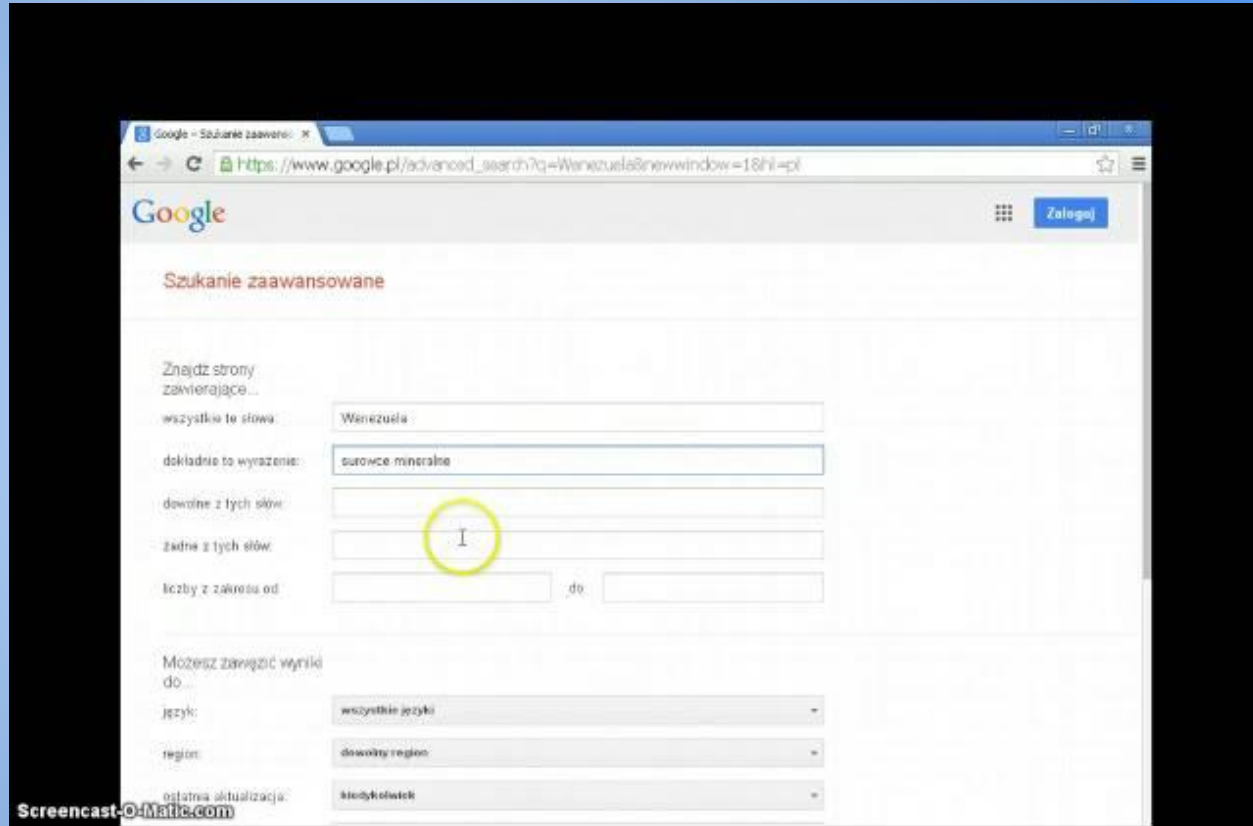 Google - Szukanie zaawans
https://www.google.pl/advanced_search?q=Wenezuela&newwindow=1&hl=pl
Google
Zaloguj
Szukanie zaawansowane
Znajdź strony
zawierające...
wszystkie te słowa:
Wenezuela
dokładnie to wyrażenie:
surowce mineralne
dowolne z tych słów:
żadne z tych słów:
liczby z zakresu od
do
Możesz zawęzić wyniki
do...
język:
wszystkie języki
region:
dowolny region
ostatnia aktualizacja:
kiedykolwiek
Screencast-O-Matic.com